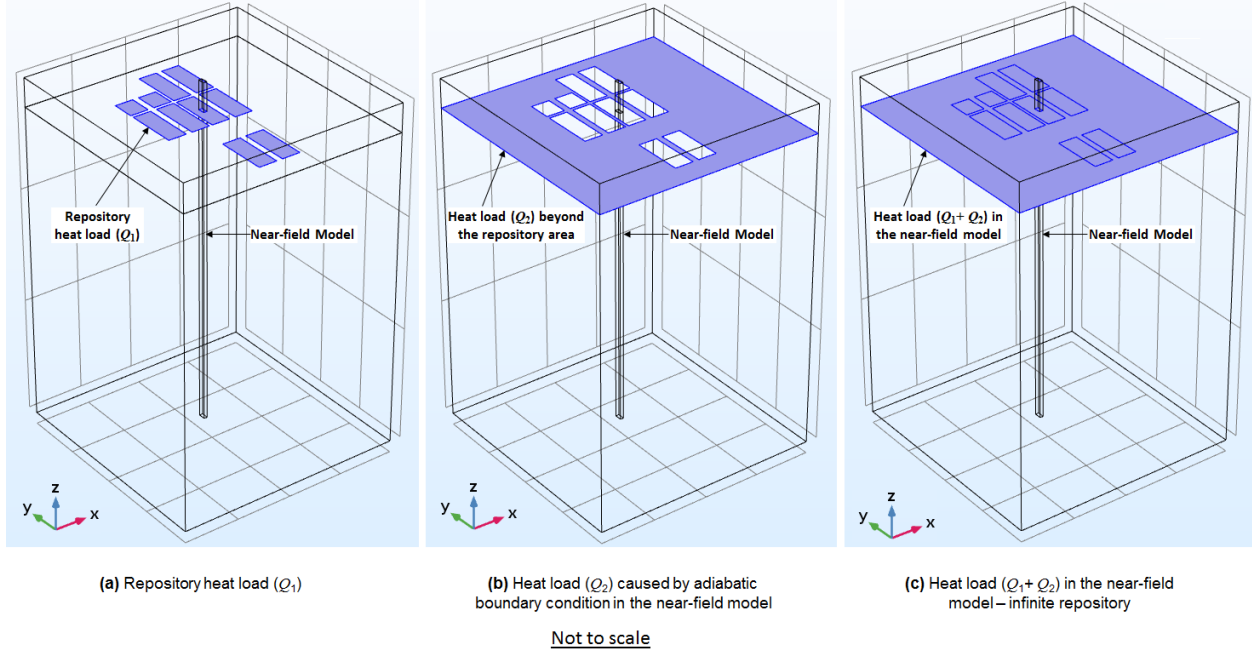 Repository
heat load (Q1)
Near-field Model
z
y
x
(a) Repository heat load (Q1)
Heat load (Q2) beyond
the repository area
Near-field Model
z
y
x
(b) Heat load (Q2) caused by adiabatic
boundary condition in the near-field model
Heat load (Q1+ Q2) in
the near-field model
Near-field Model
z
y
x
(c) Heat load (Q1+ Q2) in the near-field
model – infinite repository
Not to scale